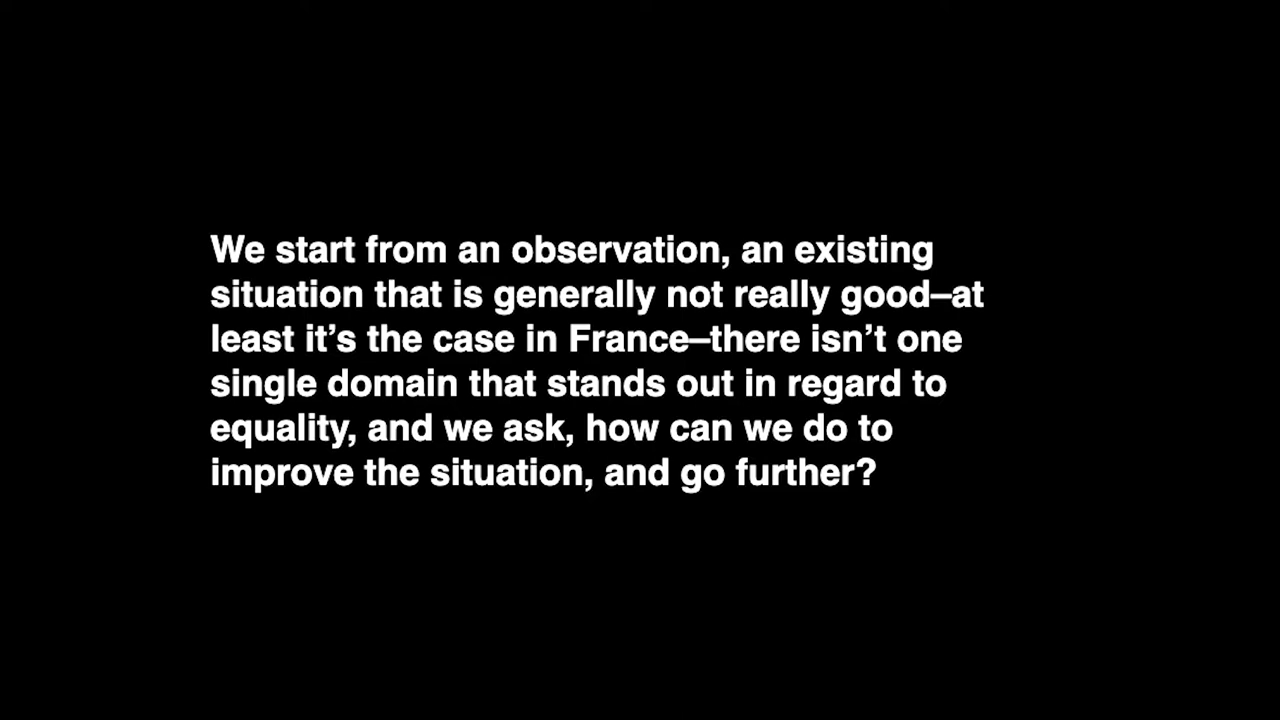 We start from an observation, an existing
situation that is generally not really good–at
least it’s the case in France–there isn’t one
single domain that stands out in regard to
equality, and we ask, how can we do to
improve the situation, and go further?